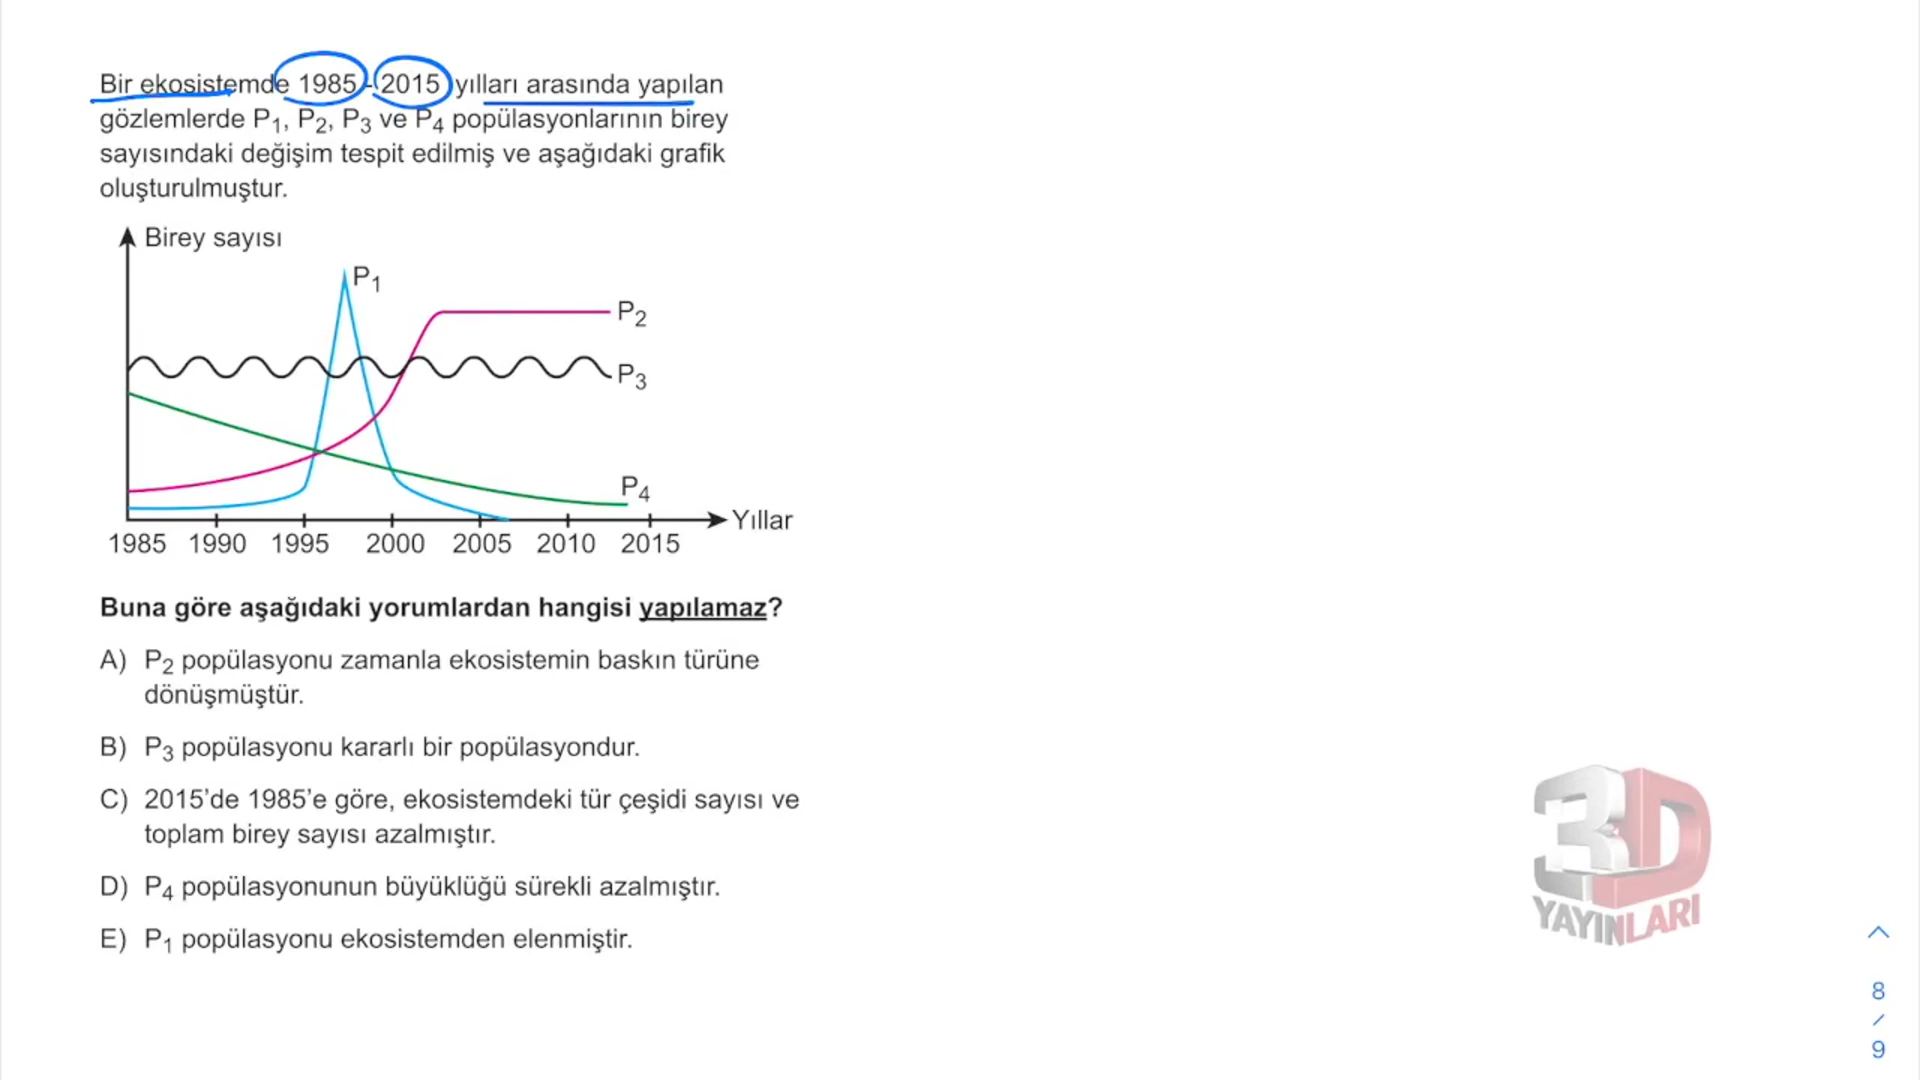 Bir ekosistemde 1985 - 2015 yılları arasında yapılan
gözlemlerde P1, P2, P3 ve P4 popülasyonlarının birey
sayısındaki değişim tespit edilmiş ve aşağıdaki grafik
oluşturulmuştur.
Birey sayısı
P1
P2
P3
P4
Yıllar
1985 1990 1995 2000 2005 2010 2015
Buna göre aşağıdaki yorumlardan hangisi yapılamaz?
A) P2 popülasyonu zamanla ekosistemin baskın türüne
dönüşmüştür.
B) P3 popülasyonu kararlı bir popülasyondur.
C) 2015’de 1985’e göre, ekosistemdeki tür çeşidi sayısı ve
toplam birey sayısı azalmıştır.
D) P4 popülasyonunun büyüklüğü sürekli azalmıştır.
E) P1 popülasyonu ekosistemden elenmiştir.
3D
YAYINLARI
8
/
9